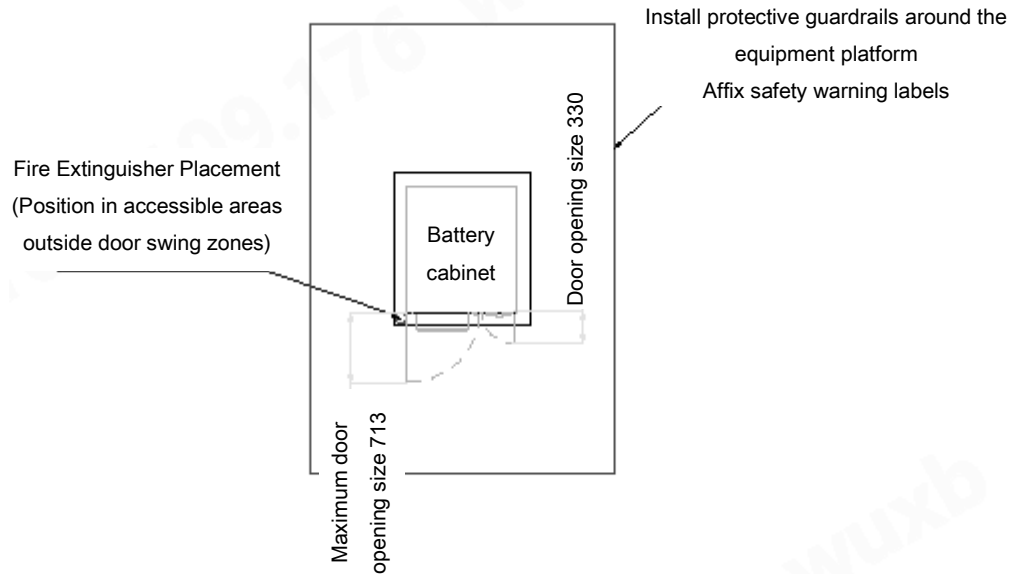 Install protective guardrails around the
equipment platform
Affix safety warning labels
Fire Extinguisher Placement
(Position in accessible areas
outside door swing zones)
Battery
cabinet
Door opening size 330
Maximum door
opening size 713
wuxb